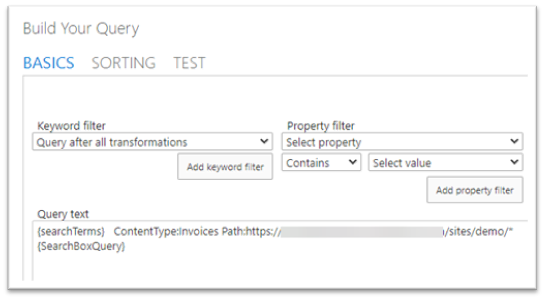 Build Your Query
BASICS SORTING TEST
Keyword filter
Query after all transformations
Add keyword filter
Property filter
Select property
Contains
Select value
Add property filter
Query text
{searchTerms} ContentType:Invoices Path:https:/ /sites/demo/*
{SearchBoxQuery}